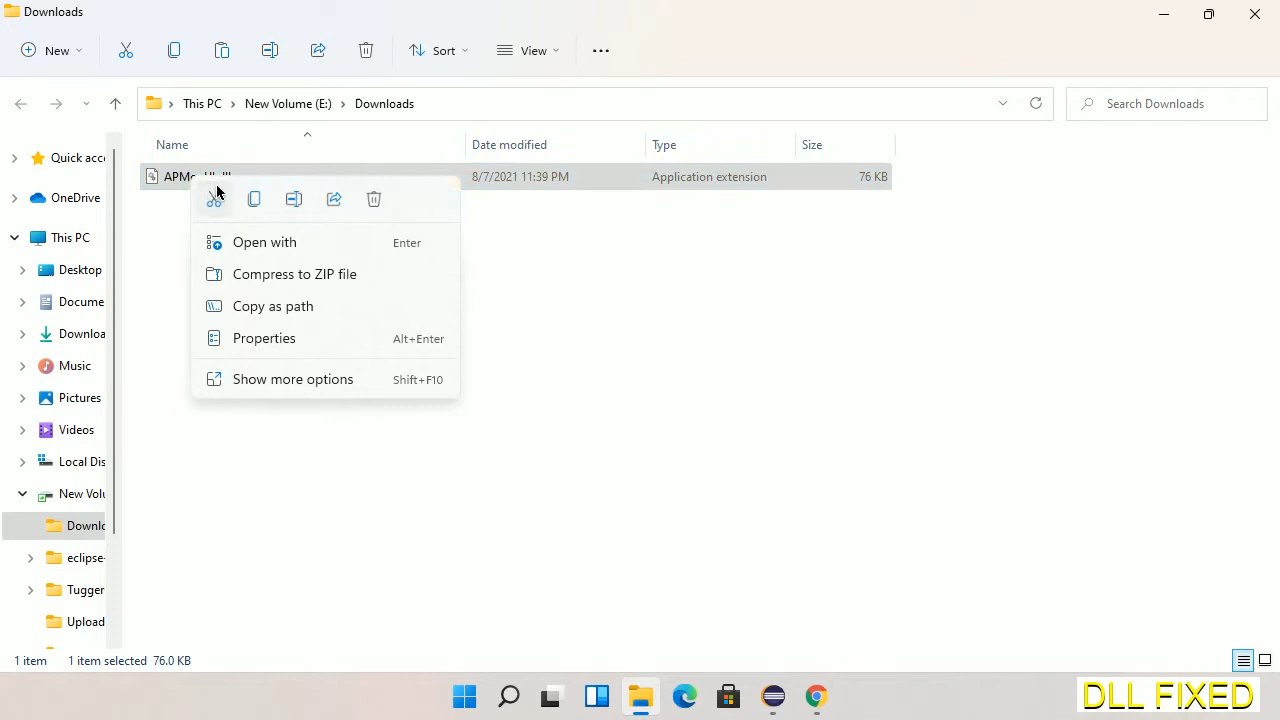 Downloads
New
Sort
View
This PC
New Volume (E:)
Downloads
Search Downloads
Name
Date modified
Type
Size
8/7/2021 11:39 PM
Application extension
76 KB
Quick acce
OneDrive
This PC
Desktop
Docume
Downloa
Music
Pictures
Videos
Local Dis
New Volu
Downlo
eclipse-
Tugger
Upload
Open with Enter
Compress to ZIP file
Copy as path
Properties Alt+Enter
Show more options Shift+F10
1 item 1 item selected 76.0 KB
DLL FIXED